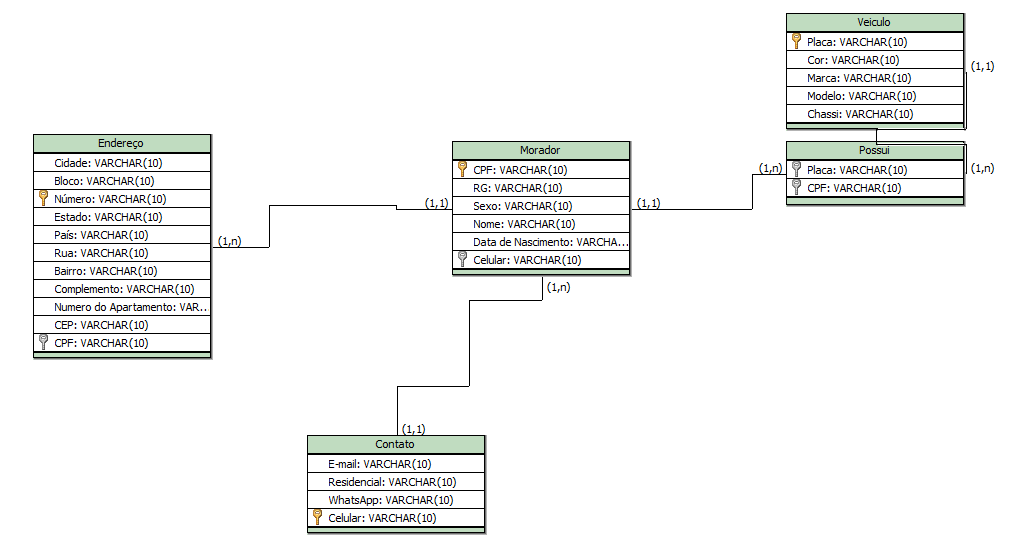 Veiculo
Placa: VARCHAR(10)
Cor: VARCHAR(10)
Marca: VARCHAR(10)
Modelo: VARCHAR(10)
Chassi: VARCHAR(10)
(1,1)
Possui
Placa: VARCHAR(10)
CPF: VARCHAR(10)
(1,n)
(1,n)
Morador
CPF: VARCHAR(10)
RG: VARCHAR(10)
Sexo: VARCHAR(10)
Nome: VARCHAR(10)
Data de Nascimento: VARCHA...
Celular: VARCHAR(10)
(1,1)
(1,1)
(1,n)
Endereço
Cidade: VARCHAR(10)
Bloco: VARCHAR(10)
Número: VARCHAR(10)
Estado: VARCHAR(10)
País: VARCHAR(10)
Rua: VARCHAR(10)
Bairro: VARCHAR(10)
Complemento: VARCHAR(10)
Numero do Apartamento: VAR...
CEP: VARCHAR(10)
CPF: VARCHAR(10)
(1,n)
(1,1)
Contato
E-mail: VARCHAR(10)
Residencial: VARCHAR(10)
WhatsApp: VARCHAR(10)
Celular: VARCHAR(10)